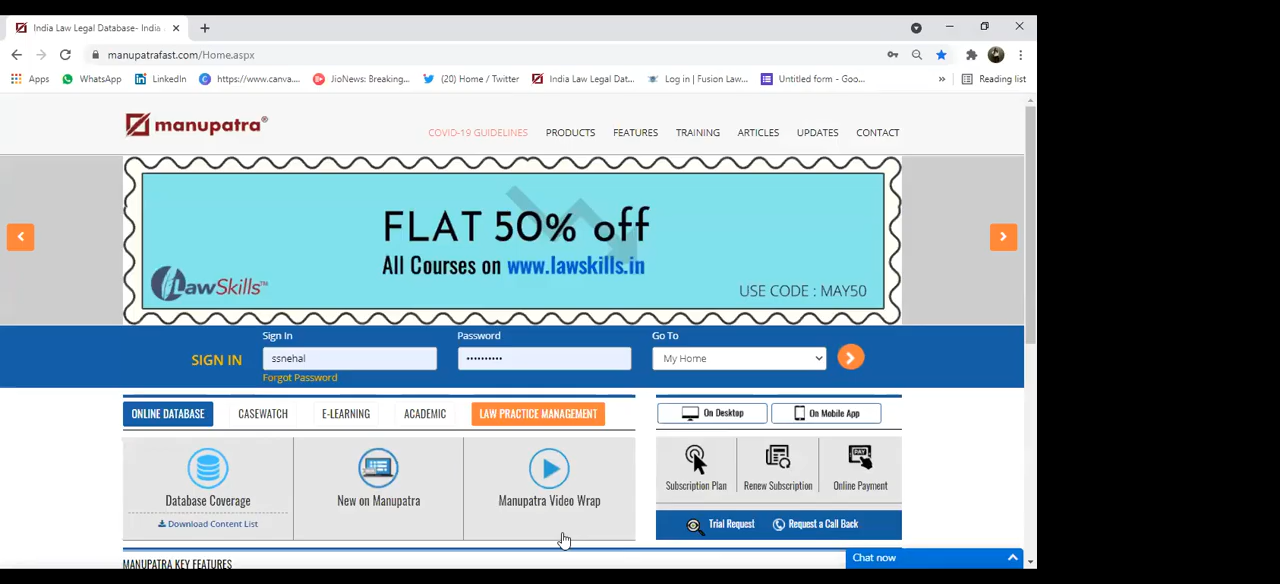 India Law Legal Database- India
manupatrafast.com/Home.aspx
Apps
WhatsApp
LinkedIn
https://www.canva....
JioNews: Breaking...
(20) Home / Twitter
India Law Legal Dat...
Log in | Fusion Law...
Untitled form - Goo...
»
Reading list
manupatra®
COVID-19 GUIDELINES
PRODUCTS
FEATURES
TRAINING
ARTICLES
UPDATES
CONTACT
FLAT 50% off
All Courses on www.lawskills.in
LawSkills™
USE CODE : MAY50
Sign In
Password
Go To
SIGN IN
ssnehal
••••••••••
My Home
Forgot Password
ONLINE DATABASE
CASEWATCH
E-LEARNING
ACADEMIC
LAW PRACTICE MANAGEMENT
On Desktop
On Mobile App
Database Coverage
New on Manupatra
Manupatra Video Wrap
Download Content List
PAY
Subscription Plan
Renew Subscription
Online Payment
Trial Request
Request a Call Back
Chat now
MANUPATRA KEY FEATURES